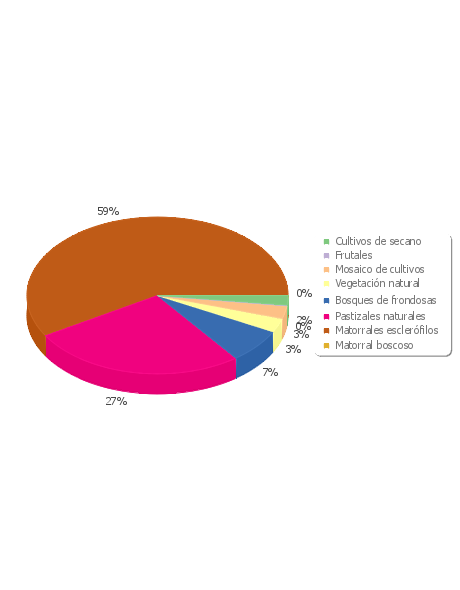 59%
Cultivos de secano
Frutales
Mosaico de cultivos
Vegetación natural
Bosques de frondosas
Pastizales naturales
Matorrales esclerófilos
Matorral boscoso
0%
2%
0%
3%
3%
7%
27%